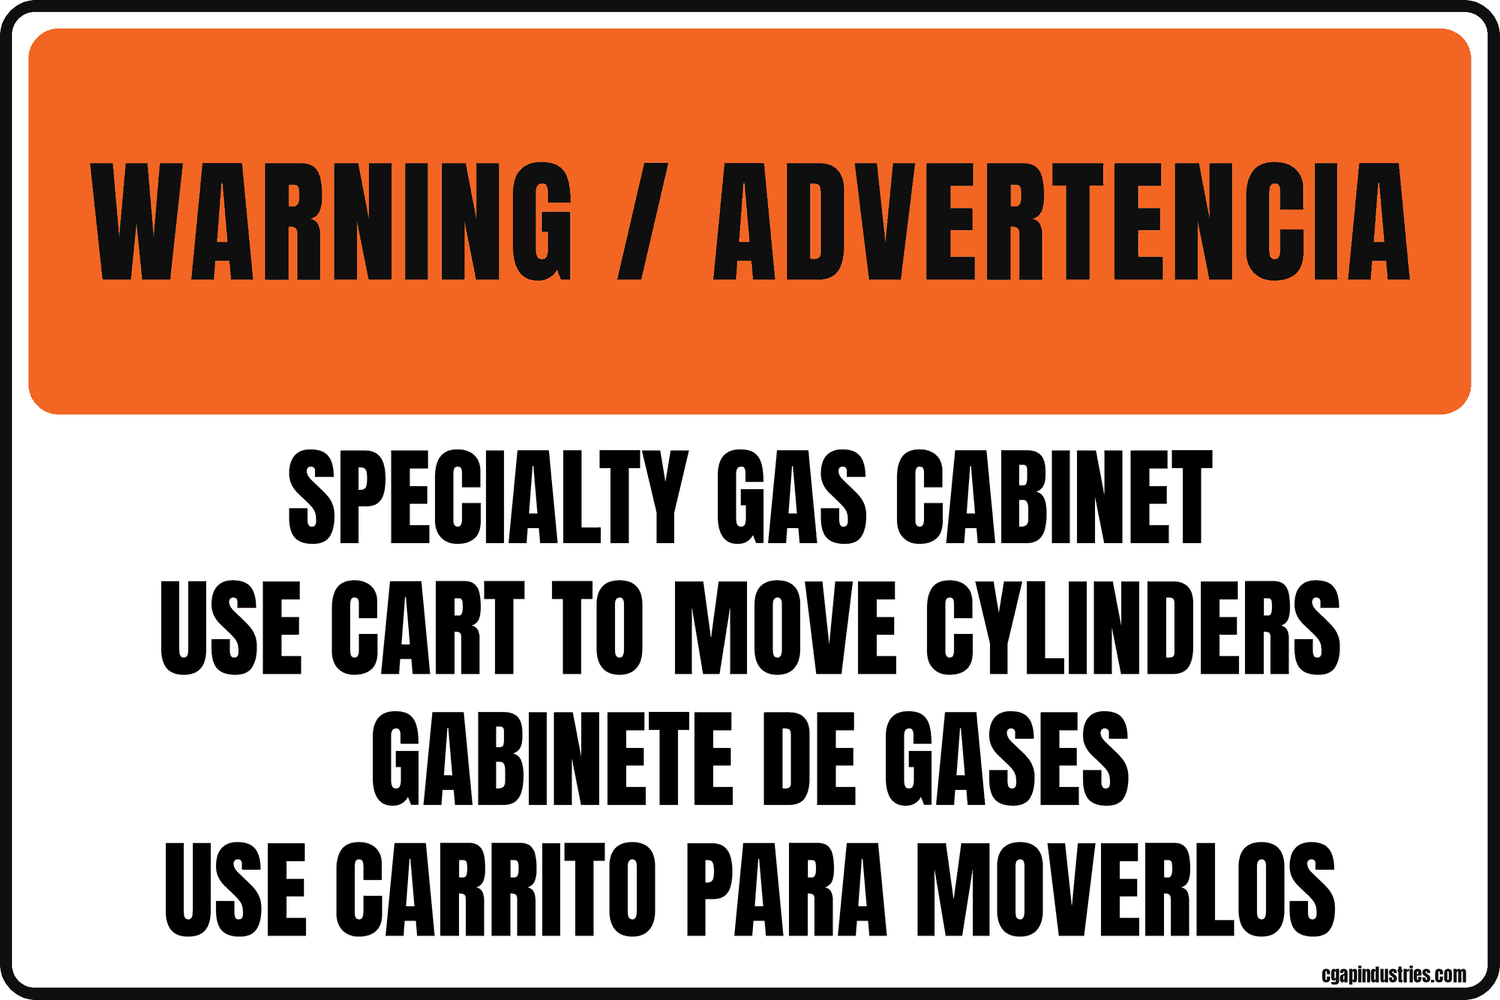 WARNING / ADVERTENCIA
SPECIALTY GAS CABINET
USE CART TO MOVE CYLINDERS
GABINETE DE GASES
USE CARRITO PARA MOVERLOS
cgapindustries.com